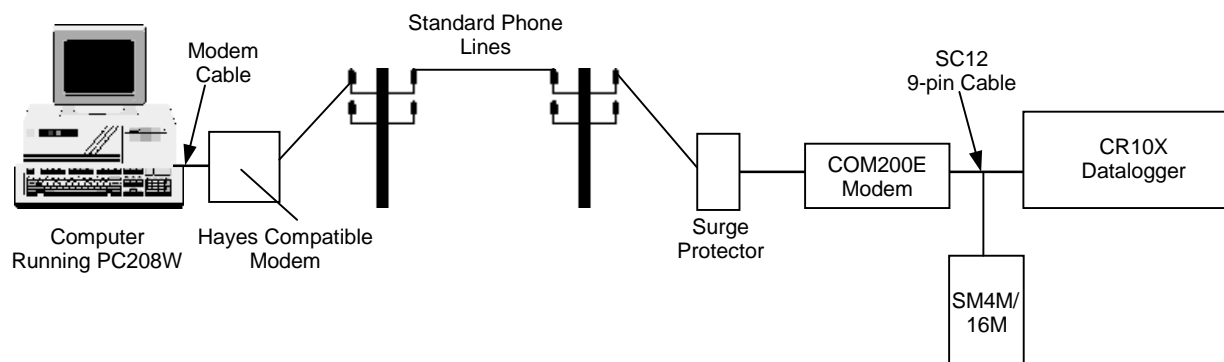 Standard Phone
Lines
Modem
Cable
SC12
9-pin Cable
COM200E
Modem
CR10X
Datalogger
Computer
Running PC208W
Hayes Compatible
Modem
Surge
Protector
SM4M/
16M